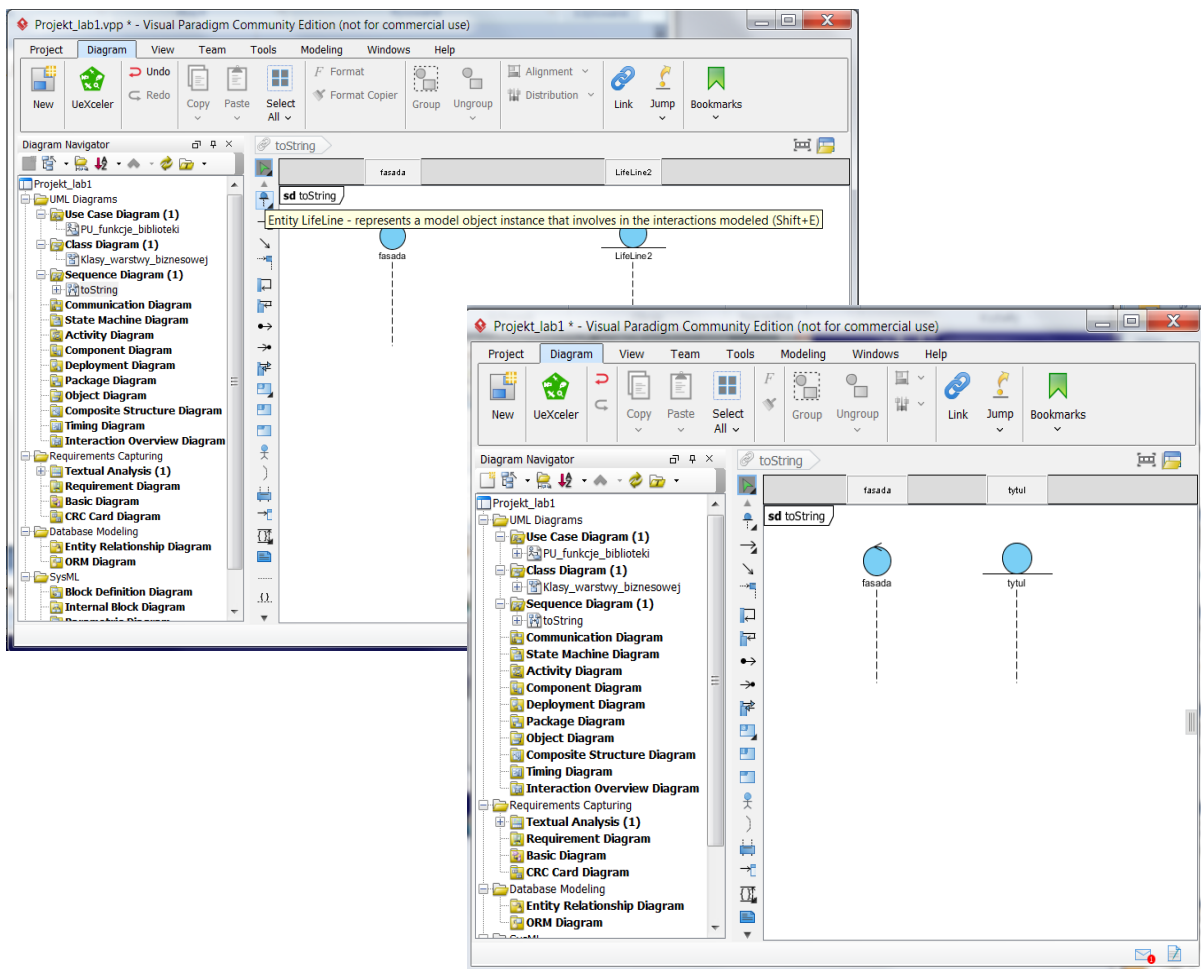 Projekt_lab1.vpp * - Visual Paradigm Community Edition (not for commercial use)
Project Diagram View Team Tools Modeling Windows Help
New UeXceler Undo Redo Copy Paste Select All Format Format Copier Group Ungroup Alignment Distribution Link Jump Bookmarks
Diagram Navigator
toString
Projekt_lab1
UML Diagrams
Use Case Diagram (1)
PU_funkcje_biblioteki
Class Diagram (1)
Klasy_warstwy_biznesowej
Sequence Diagram (1)
toString
Communication Diagram
State Machine Diagram
Activity Diagram
Component Diagram
Deployment Diagram
Package Diagram
Object Diagram
Composite Structure Diagram
Timing Diagram
Interaction Overview Diagram
Requirements Capturing
Textual Analysis (1)
Requirement Diagram
Basic Diagram
CRC Card Diagram
Database Modeling
Entity Relationship Diagram
ORM Diagram
SysML
Block Definition Diagram
Internal Block Diagram
fasada LifeLine2
sd toString
Entity LifeLine - represents a model object instance that involves in the interactions modeled (Shift+E)
fasada LifeLine2
Projekt_lab1 * - Visual Paradigm Community Edition (not for commercial use)
Project Diagram View Team Tools Modeling Windows Help
New UeXceler Copy Paste Select All F Group Ungroup Link Jump Bookmarks
Diagram Navigator
toString
Projekt_lab1
UML Diagrams
Use Case Diagram (1)
PU_funkcje_biblioteki
Class Diagram (1)
Klasy_warstwy_biznesowej
Sequence Diagram (1)
toString
Communication Diagram
State Machine Diagram
Activity Diagram
Component Diagram
Deployment Diagram
Package Diagram
Object Diagram
Composite Structure Diagram
Timing Diagram
Interaction Overview Diagram
Requirements Capturing
Textual Analysis (1)
Requirement Diagram
Basic Diagram
CRC Card Diagram
Database Modeling
Entity Relationship Diagram
ORM Diagram
fasada tytul
sd toString
fasada tytul